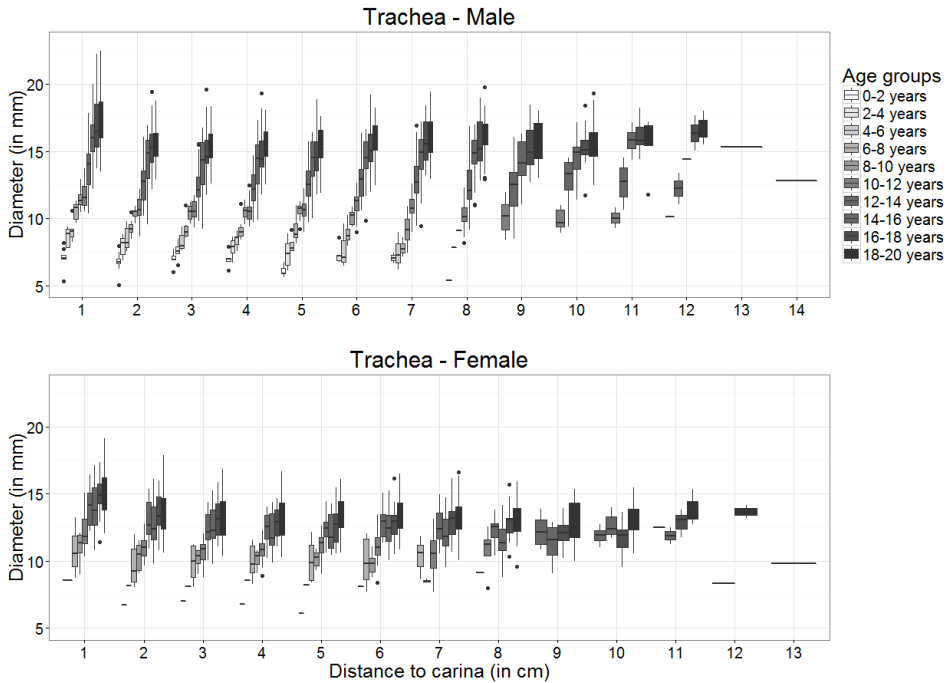 Trachea - Male
Diameter (in mm)
20
15
10
5
1 2 3 4 5 6 7 8 9 10 11 12 13 14
Age groups
0-2 years
2-4 years
4-6 years
6-8 years
8-10 years
10-12 years
12-14 years
14-16 years
16-18 years
18-20 years
Trachea - Female
Diameter (in mm)
20
15
10
5
1 2 3 4 5 6 7 8 9 10 11 12 13
Distance to carina (in cm)